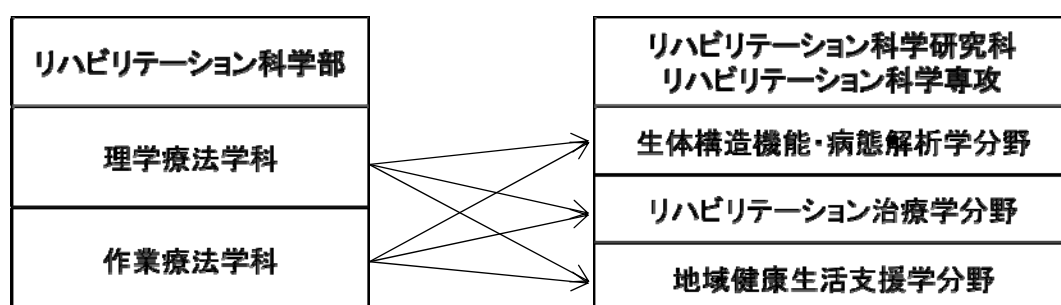 リハビリテーション科学部
理学療法学科
作業療法学科
リハビリテーション科学研究科
リハビリテーション科学専攻
生体構造機能・病態解析学分野
リハビリテーション治療学分野
地域健康生活支援学分野